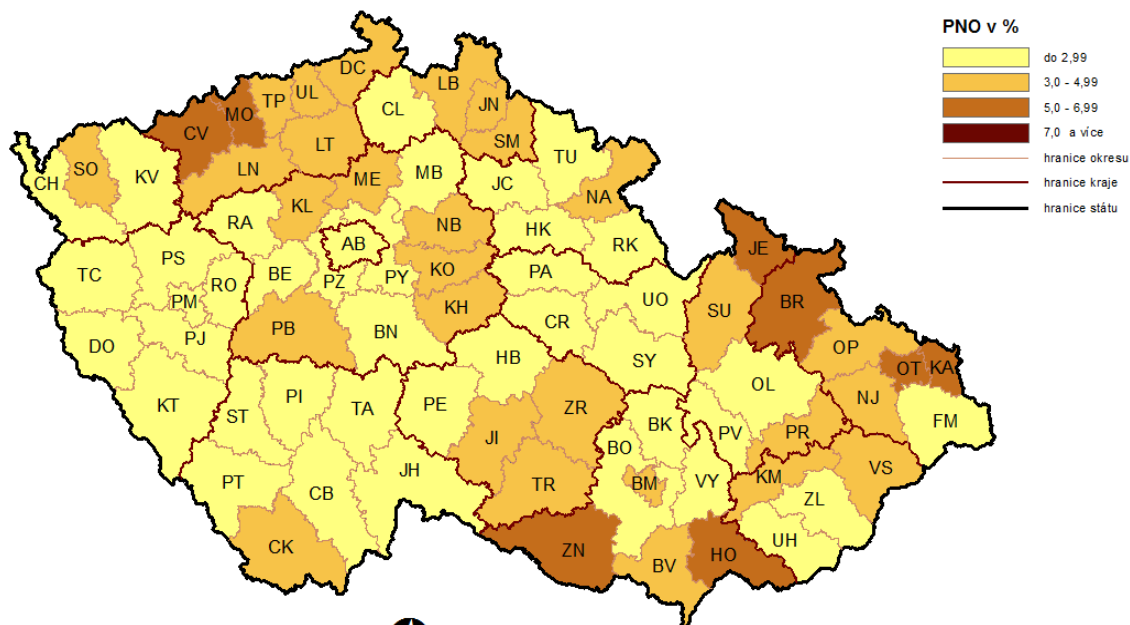 PNO v %
do 2,99
3,0 - 4,99
5,0 - 6,99
7,0 a více
hranice okresu
hranice kraje
hranice státu
DC
LB
UL
TP
MO
CL
JN
CV
LT
SM
TU
LN
SO
KV
CH
ME
MB
JC
NA
RA
KL
NB
HK
AB
RK
JE
TC
PS
RO
BE
KO
PZ
PY
PA
UO
SU
BR
PM
KH
PB
BN
CR
OP
DO
PJ
HB
SY
OT
KA
OL
NJ
KT
ST
PI
TA
PE
ZR
BK
FM
JI
BO
PV
PR
VS
PT
CB
JH
TR
BM
VY
KM
ZL
CK
ZN
BV
HO
UH